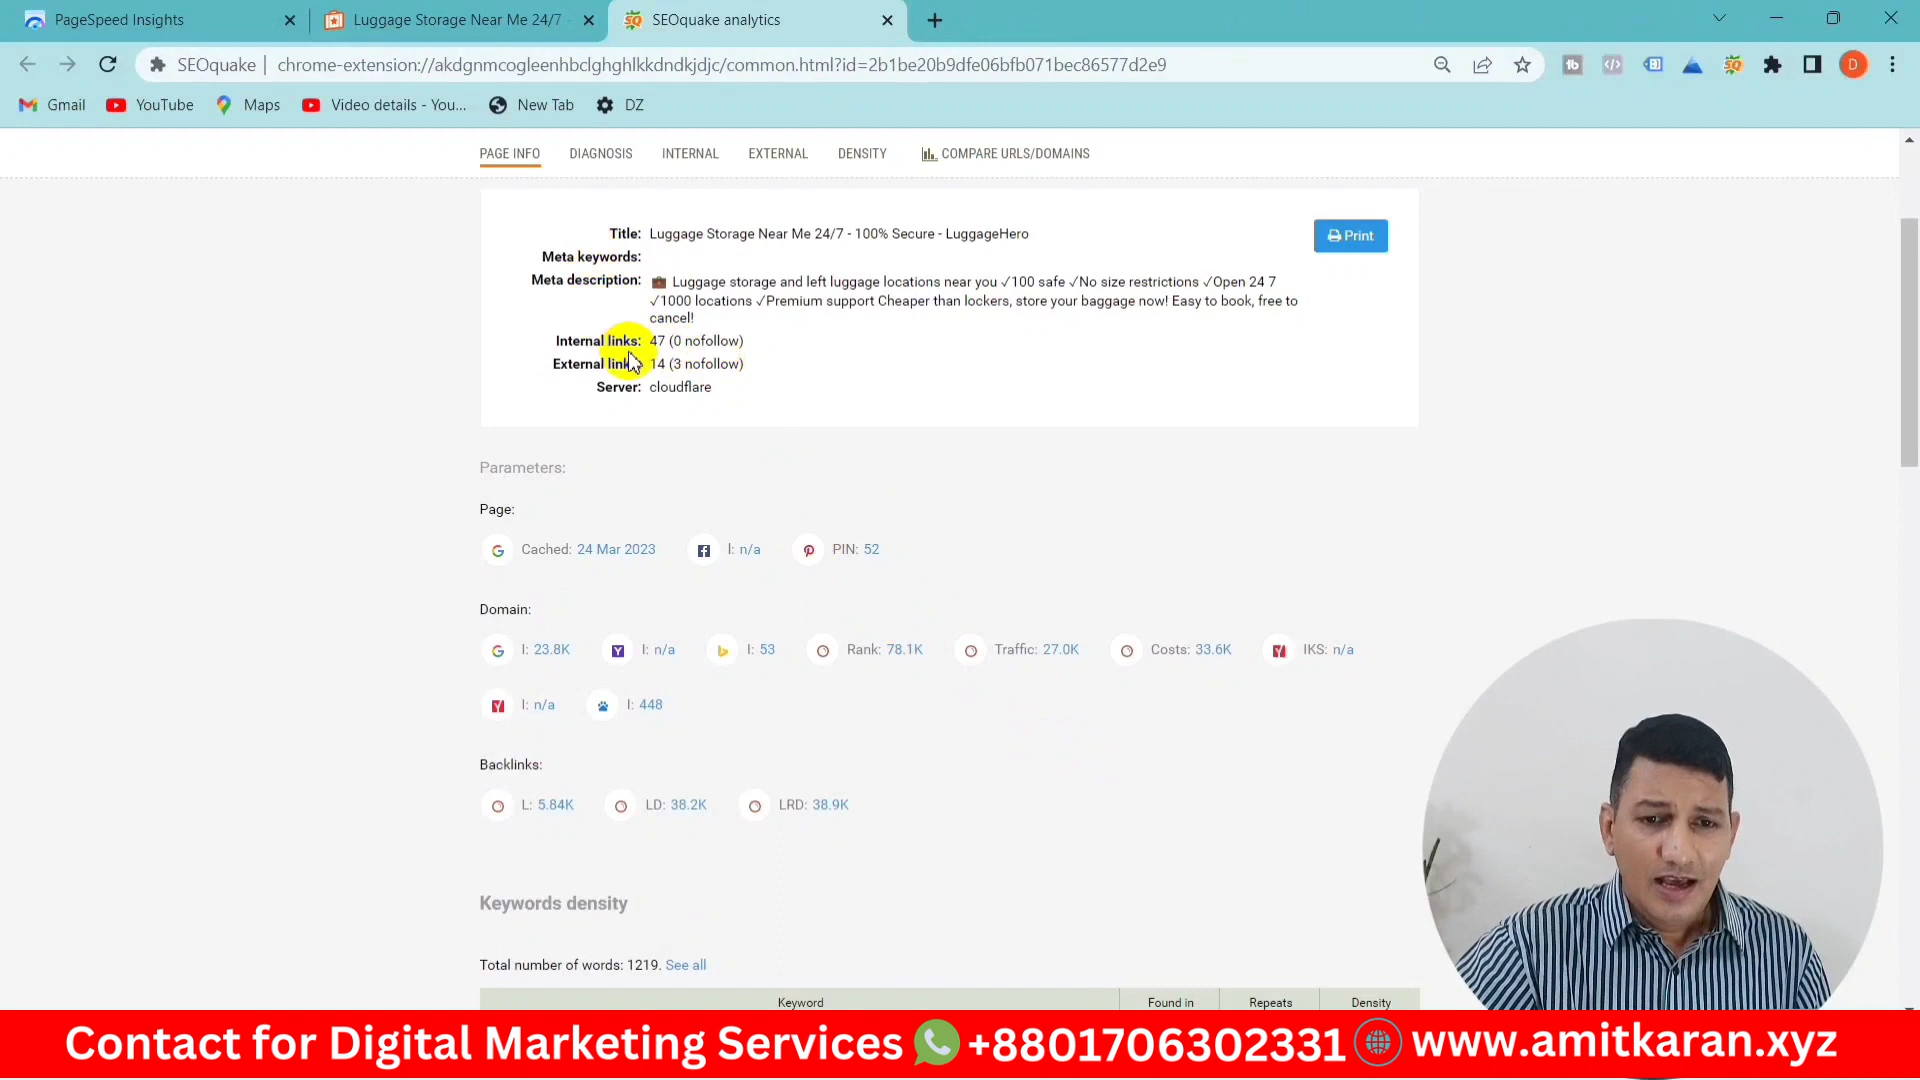 PageSpeed Insights
Luggage Storage Near Me 24/7
SEOquake analytics
SEOquake | chrome-extension://akdgnmcogleenhbclghghlkkdndkjdjc/common.html?id=2b1be20b9dfe06bfb071bec86577d2e9
D
Gmail YouTube Maps Video details - You... New Tab DZ
PAGE INFO DIAGNOSIS INTERNAL EXTERNAL DENSITY COMPARE URLS/DOMAINS
Title: Luggage Storage Near Me 24/7 - 100% Secure - LuggageHero
Print
Meta keywords:
Meta description: 💼 Luggage storage and left luggage locations near you ✓100 safe ✓No size restrictions ✓Open 24 7
✓1000 locations ✓Premium support Cheaper than lockers, store your baggage now! Easy to book, free to
cancel!
Internal links: 47 (0 nofollow)
External link 14 (3 nofollow)
Server: cloudflare
Parameters:
Page:
Cached: 24 Mar 2023 l: n/a PIN: 52
Domain:
I: 23.8K I: n/a I: 53 Rank: 78.1K Traffic: 27.0K Costs: 33.6K IKS: n/a
I: n/a I: 448
Backlinks:
L: 5.84K LD: 38.2K LRD: 38.9K
Keywords density
Total number of words: 1219. See all
Keyword Found in Repeats Density
Contact for Digital Marketing Services +8801706302331 www.amitkaran.xyz